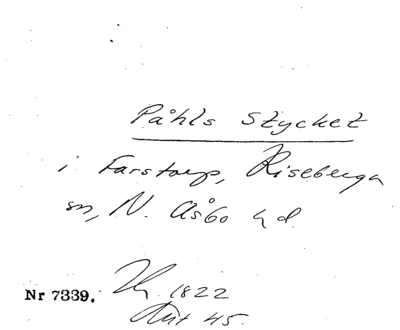 Påhls Stycket
i Farstorp, Riseberga
sn, N. Åsbo hd.
Nr 7339. 1822
Akt 45.